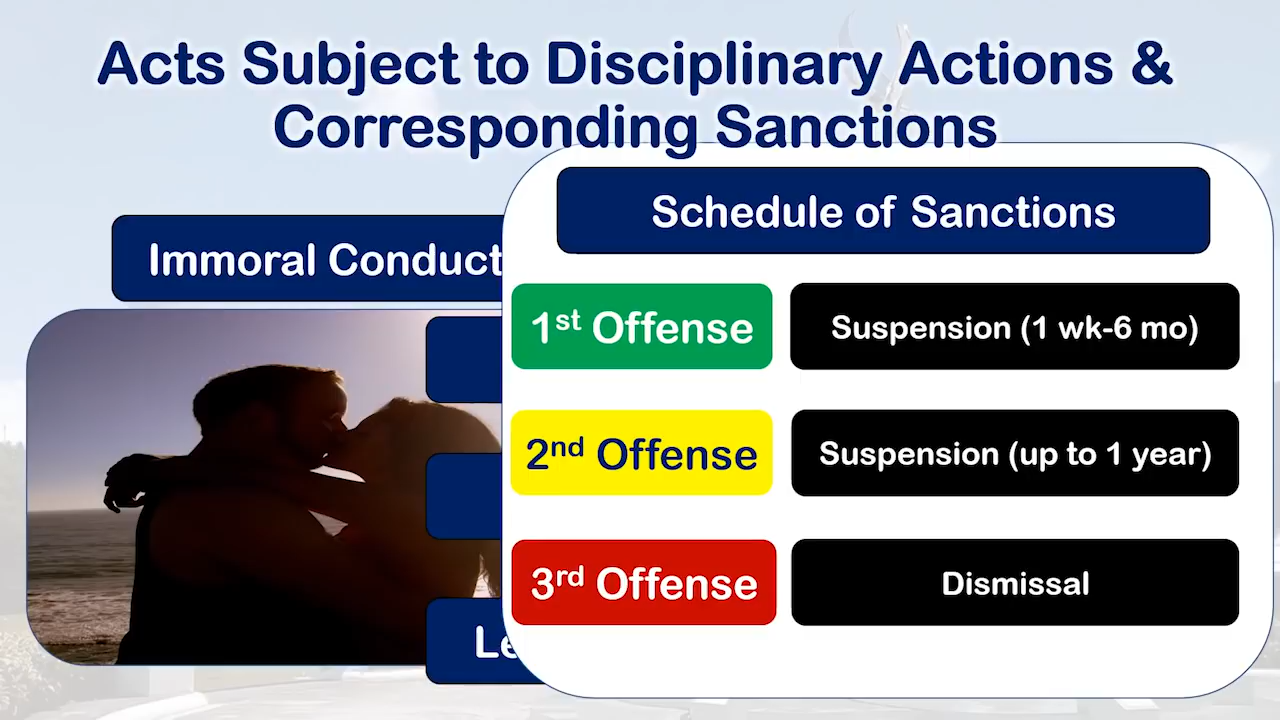 Acts Subject to Disciplinary Actions &
Corresponding Sanctions
Immoral Conduct
Schedule of Sanctions
1st Offense
Suspension (1 wk-6 mo)
2nd Offense
Suspension (up to 1 year)
3rd Offense
Dismissal